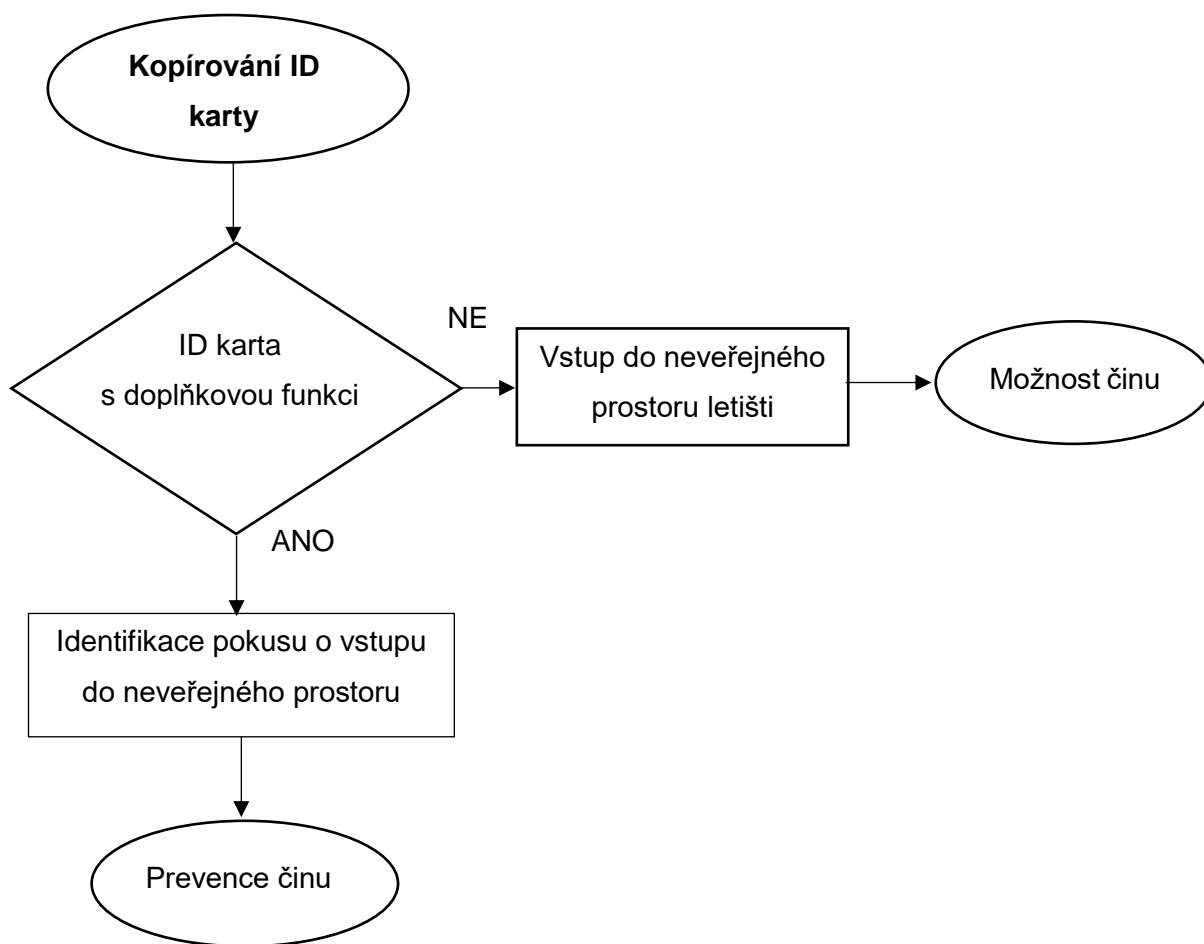 Kopírování ID
karty
ID karta
s doplňkovou funkci
NE
Vstup do neveřejného
prostoru letišti
Možnost činu
ANO
Identifikace pokusu o vstupu
do neveřejného prostoru
Prevence činu